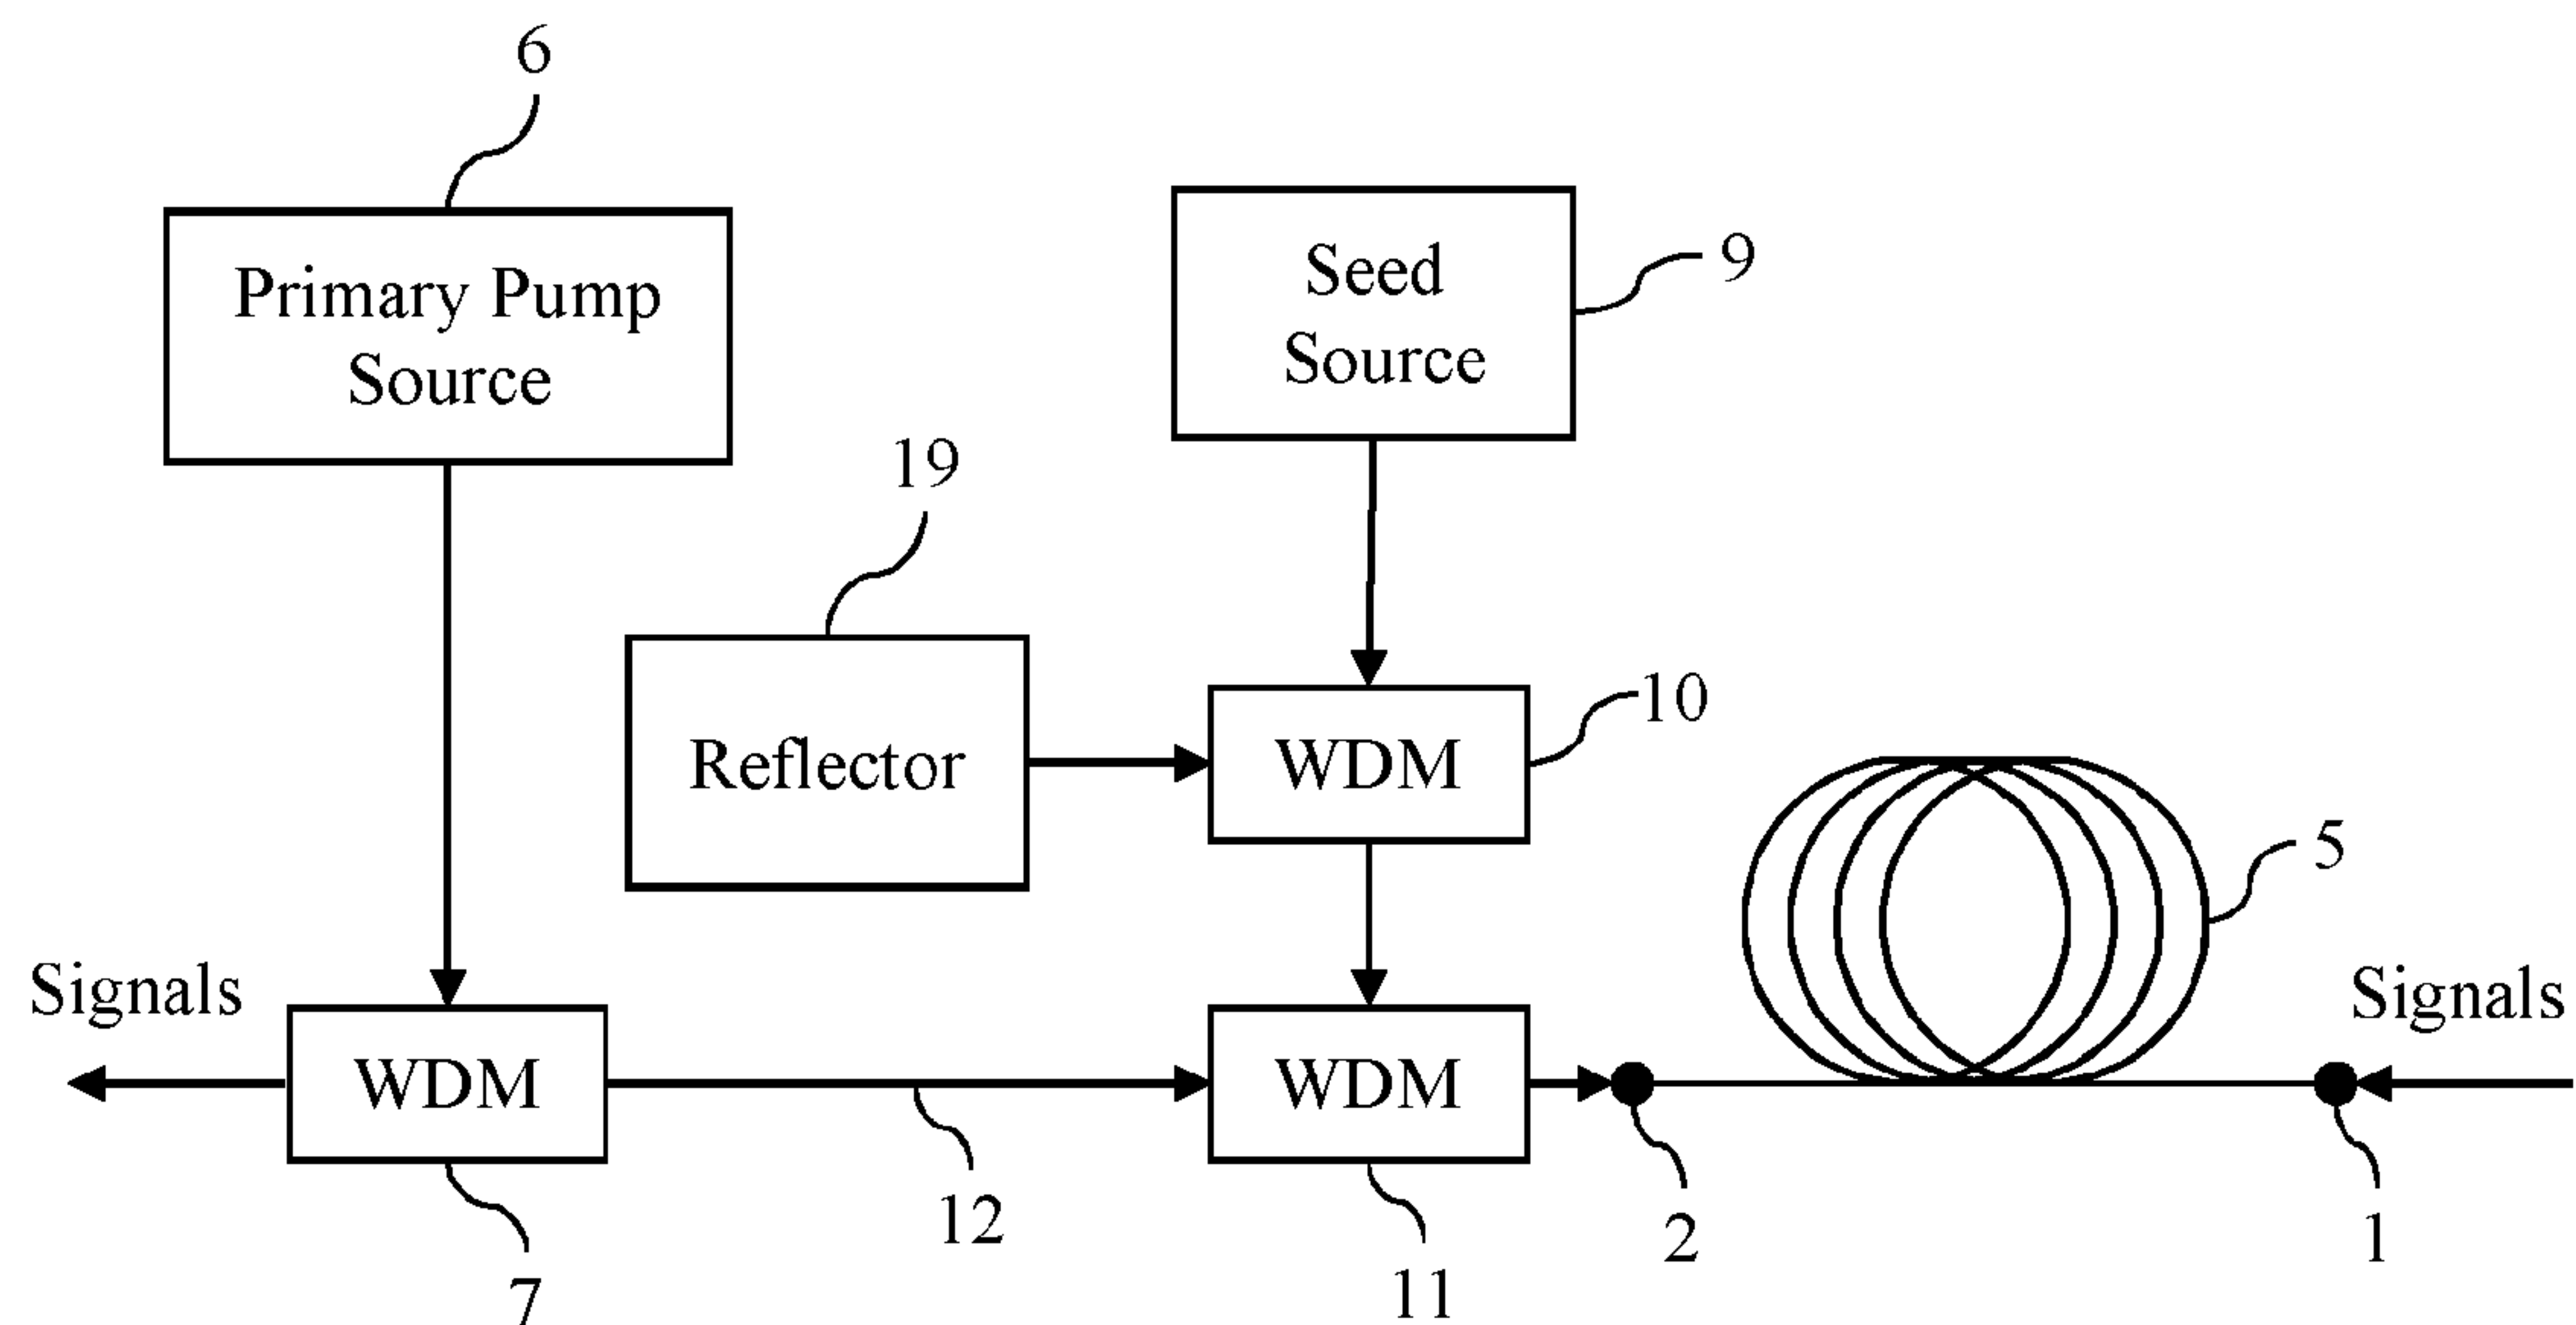 6
Primary Pump
Source
Seed
Source
9
19
Reflector
WDM
10
5
Signals
WDM
WDM
Signals
12
2
1
7
11